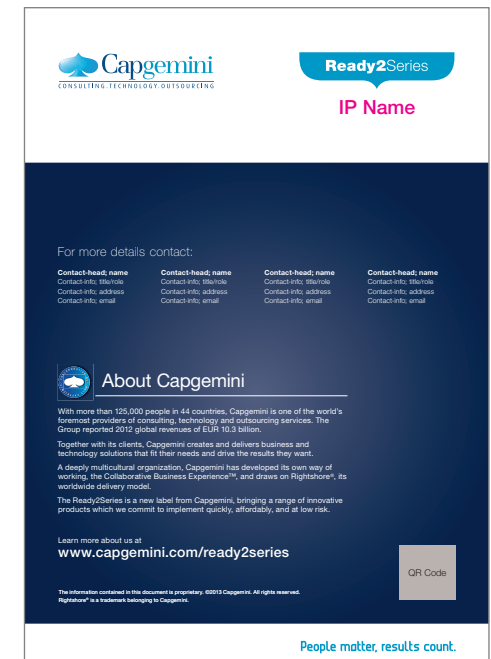 Capgemini
CONSULTING.TECHNOLOGY.OUTSOURCING
Ready2Series
IP Name
For more details contact:
Contact-head; name Contact-head; name Contact-head; name Contact-head; name
Contact-info; title/role Contact-info; title/role Contact-info; title/role Contact-info; title/role
Contact-info; address Contact-info; address Contact-info; address Contact-info; address
Contact-info; email Contact-info; email Contact-info; email Contact-info; email
About Capgemini
With more than 125,000 people in 44 countries, Capgemini is one of the world's
foremost providers of consulting, technology and outsourcing services. The
Group reported 2012 global revenues of EUR 10.3 billion.
Together with its clients, Capgemini creates and delivers business and
technology solutions that fit their needs and drive the results they want.
A deeply multicultural organization, Capgemini has developed its own way of
working, the Collaborative Business Experience™, and draws on Rightshore®, its
worldwide delivery model.
The Ready2Series is a new label from Capgemini, bringing a range of innovative
products which we commit to implement quickly, affordably, and at low risk.
Learn more about us at
www.capgemini.com/ready2series
QR Code
The information contained in this document is proprietary. ©2013 Capgemini. All rights reserved.
Rightshore® is a trademark belonging to Capgemini.
People matter, results count.